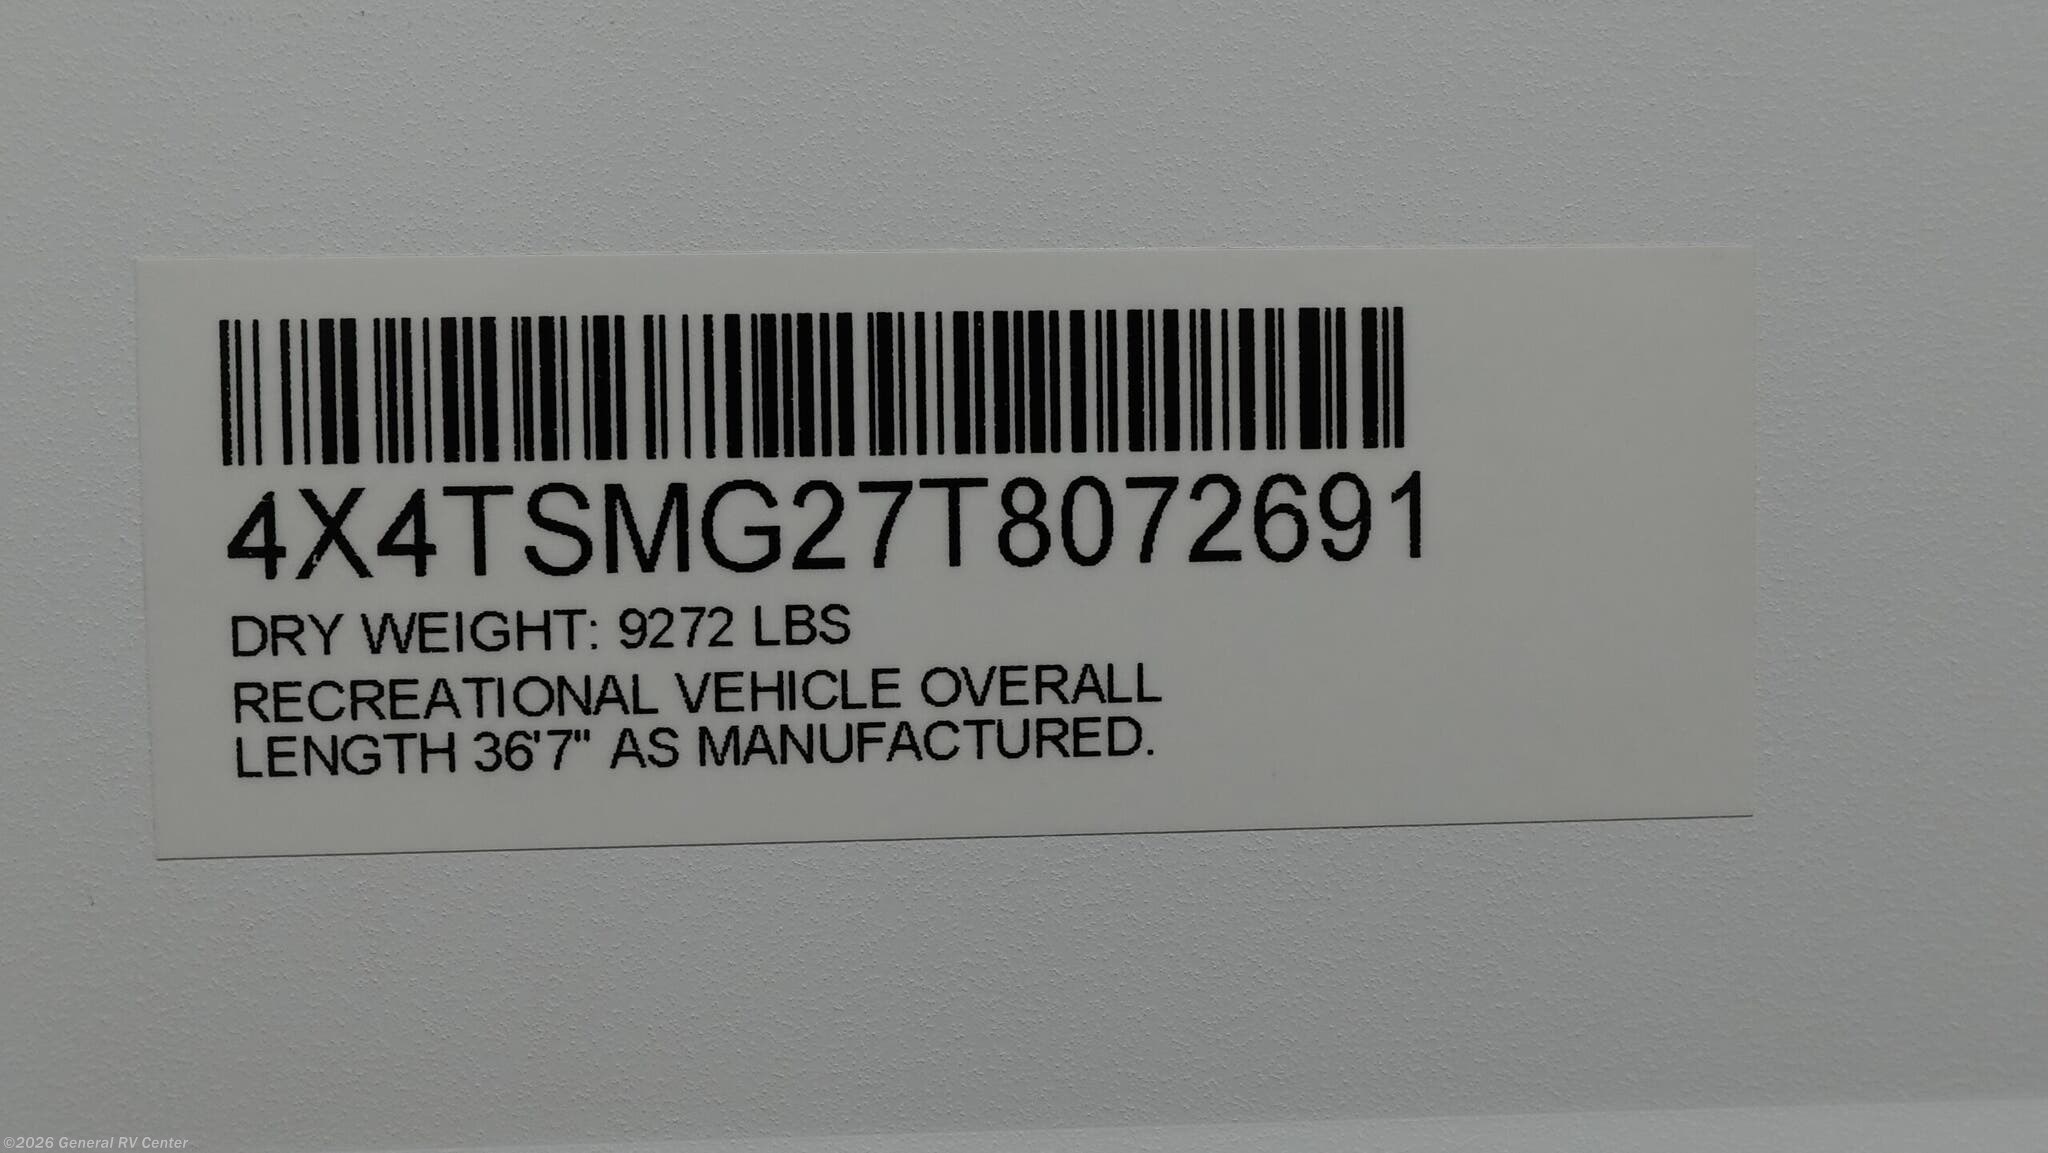 4X4TSMG27T8072691
DRY WEIGHT: 9272 LBS
RECREATIONAL VEHICLE OVERALL
LENGTH 36'7" AS MANUFACTURED.
©2026 General RV Center